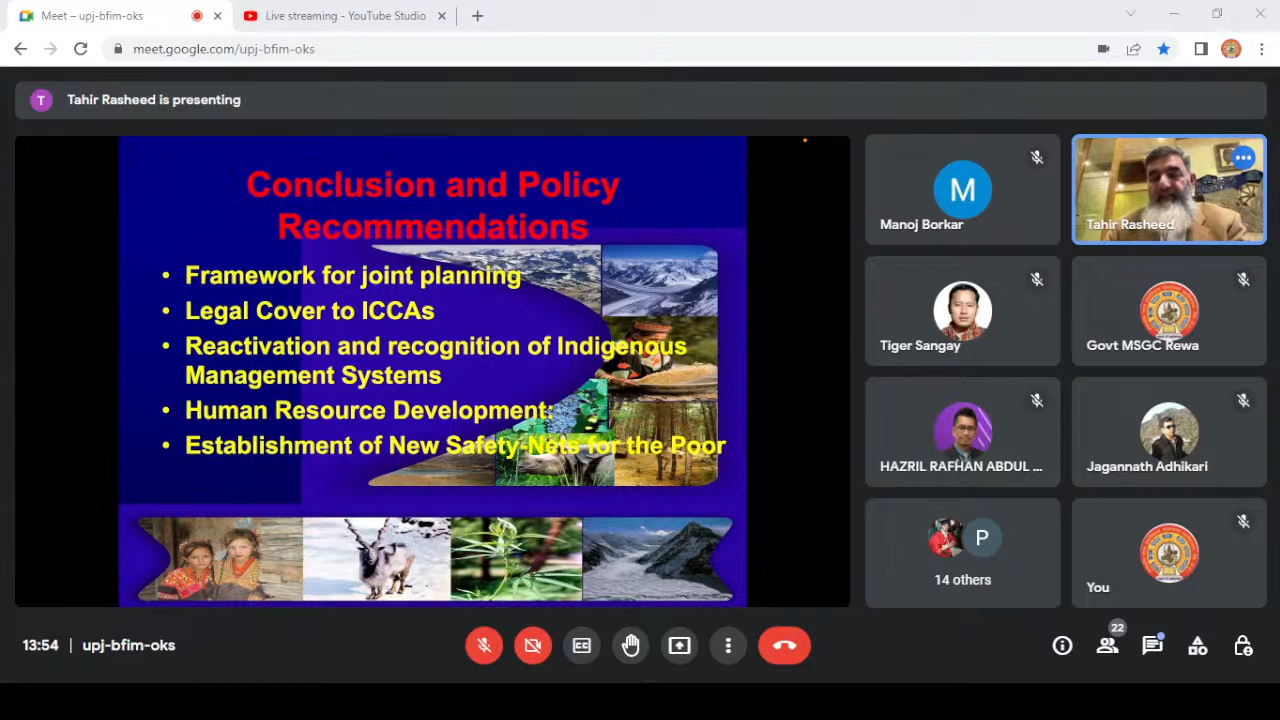 Meet – upj-bfim-oks
Live streaming - YouTube Studio
meet.google.com/upj-bfim-oks
T
Tahir Rasheed is presenting
Conclusion and Policy
Recommendations
• Framework for joint planning
• Legal Cover to ICCAs
• Reactivation and recognition of Indigenous
Management Systems
• Human Resource Development:
• Establishment of New Safety-Nets for the Poor
M
Manoj Borkar
Tahir Rasheed
Tiger Sangay
Govt MSGC Rewa
HAZRIL RAFHAN ABDUL ...
Jagannath Adhikari
P
14 others
You
13:54 | upj-bfim-oks
CC
22